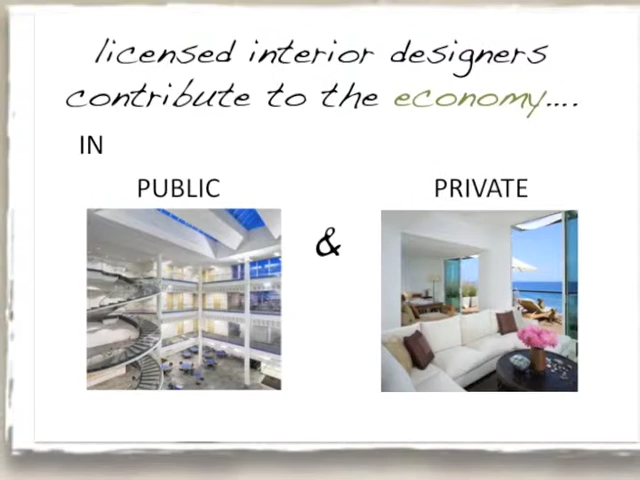 licensed interior designers
contribute to the economy....
IN
PUBLIC
&
PRIVATE